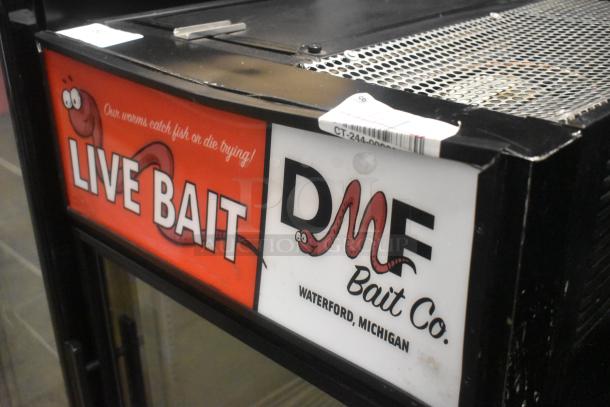 Our worms catch fish or die trying!
LIVE BAIT
DMF
Bait Co.
WATERFORD, MICHIGAN